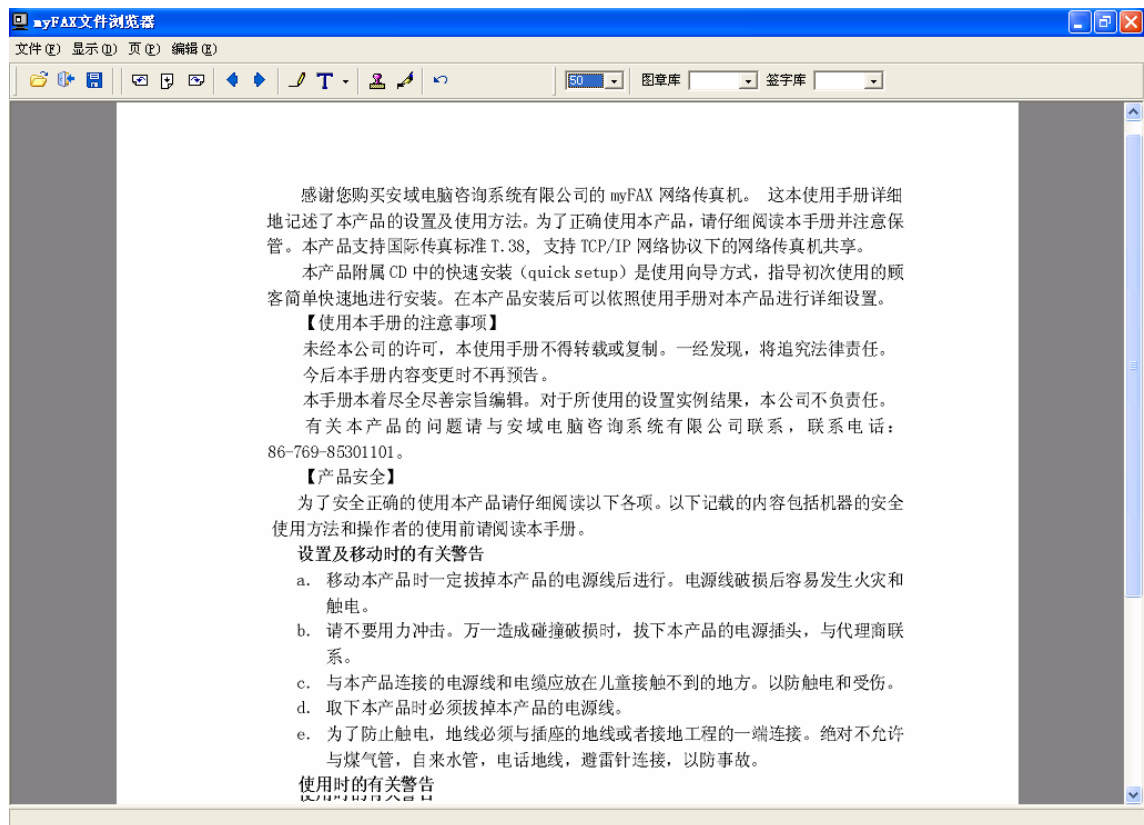 myFAX文件浏览器
文件(F) 显示(D) 页(P) 编辑(E)
50 图章库 签字库
感谢您购买安域电脑咨询系统有限公司的 myFAX 网络传真机。 这本使用手册详细
地记述了本产品的设置及使用方法。为了正确使用本产品，请仔细阅读本手册并注意保
管。本产品支持国际传真标准 T.38, 支持 TCP/IP 网络协议下的网络传真机共享。
本产品附属 CD 中的快速安装（quick setup）是使用向导方式，指导初次使用的顾
客简单快速地进行安装。在本产品安装后可以依照使用手册对本产品进行详细设置。
【使用本手册的注意事项】
未经本公司的许可，本使用手册不得转载或复制。一经发现，将追究法律责任。
今后本手册内容变更时不再预告。
本手册本着尽全尽善宗旨编辑。对于所使用的设置实例结果，本公司不负责任。
有关本产品的问题请与安域电脑咨询系统有限公司联系，联系电话：
86-769-85301101。
【产品安全】
为了安全正确的使用本产品请仔细阅读以下各项。以下记载的内容包括机器的安全
使用方法和操作者的使用前请阅读本手册。
设置及移动时的有关警告
a. 移动本产品时一定拔掉本产品的电源线后进行。电源线破损后容易发生火灾和
触电。
b. 请不要用力冲击。万一造成碰撞破损时，拔下本产品的电源插头，与代理商联
系。
c. 与本产品连接的电源线和电缆应放在儿童接触不到的地方。以防触电和受伤。
d. 取下本产品时必须拔掉本产品的电源线。
e. 为了防止触电，地线必须与插座的地线或者接地工程的一端连接。绝对不允许
与煤气管，自来水管，电话地线，避雷针连接，以防事故。
使用时的有关警告